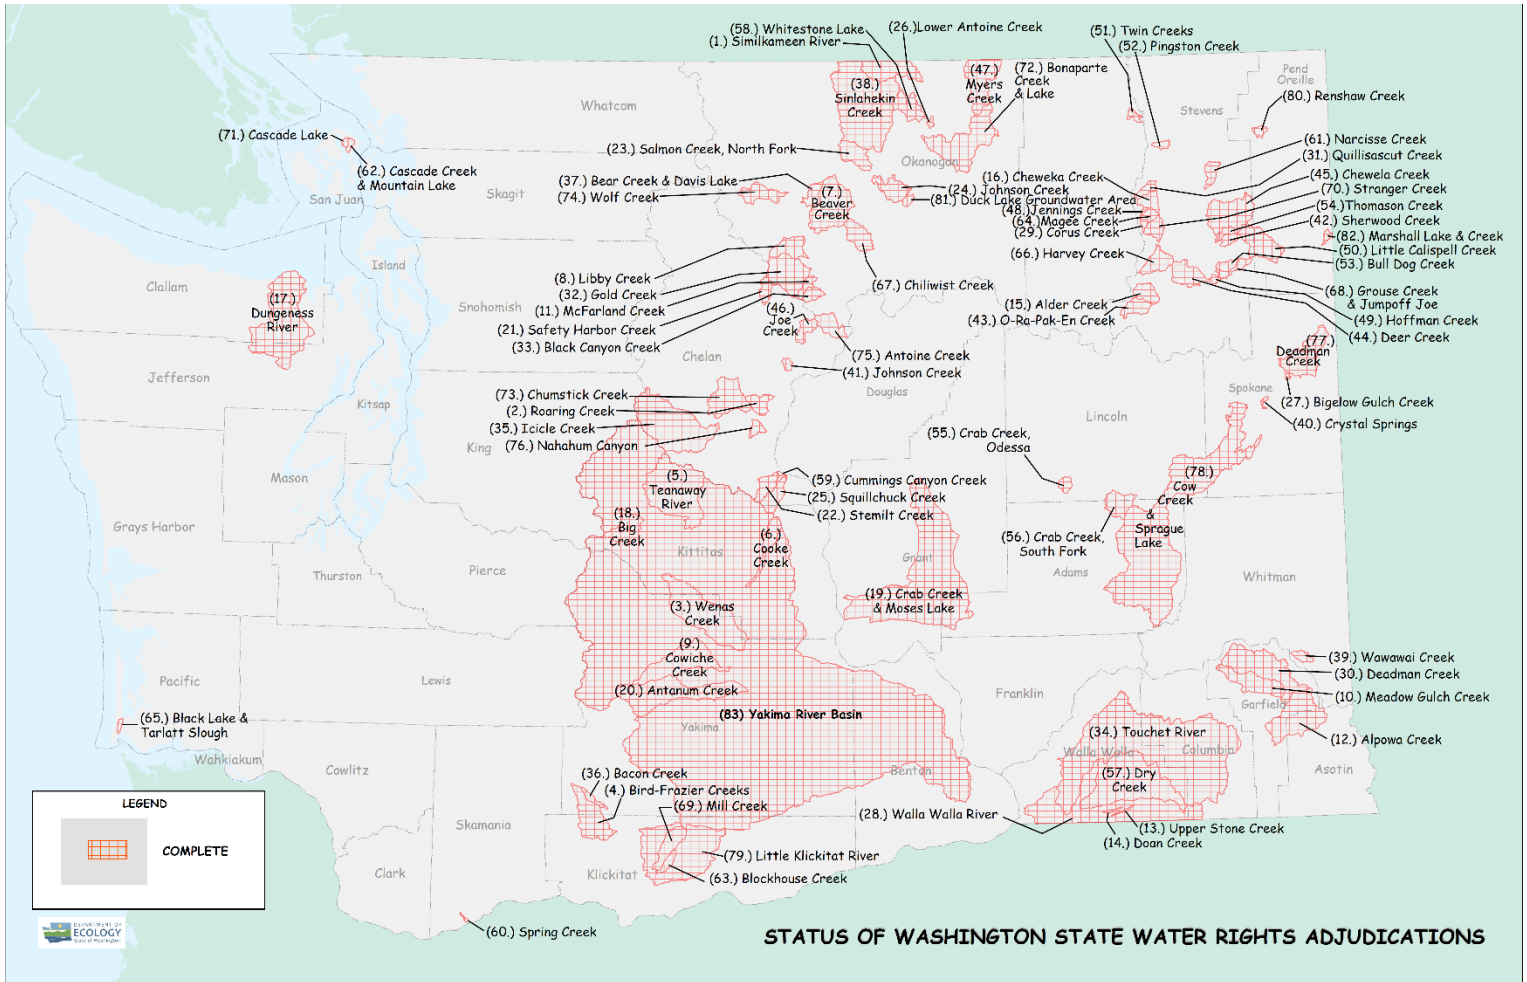 (58.) Whitestone Lake
(1.) Similkameen River
(26.)Lower Antoine Creek
(51.) Twin Creeks
(52.) Pingston Creek
(38.)
Sinlahekin
Creek
(47.)
Myers
Creek
(72.) Bonaparte
Creek
& Lake
Pend
Oreille
Stevens
(80.) Renshaw Creek
Whatcom
(71.) Cascade Lake
(62.) Cascade Creek
& Mountain Lake
San Juan
Skagit
(23.) Salmon Creek, North Fork
Okanogan
(61.) Narcisse Creek
(31.) Quillisascut Creek
(45.) Chewela Creek
(70.) Stranger Creek
(54.)Thomason Creek
(42.) Sherwood Creek
(82.) Marshall Lake & Creek
(50.) Little Calispell Creek
(53.) Bull Dog Creek
(68.) Grouse Creek
& Jumpoff Joe
(49.) Hoffman Creek
(44.) Deer Creek
(37.) Bear Creek & Davis Lake
(74.) Wolf Creek
(7.)
Beaver
Creek
(16.) Cheweka Creek
(24.) Johnson Creek
(81.) Duck Lake Groundwater Area
(48.)Jennings Creek
(64.)Magee Creek
(29.) Corus Creek
(66.) Harvey Creek
(15.) Alder Creek
(43.) O-Ra-Pak-En Creek
Island
Clallam
(17.)
Dungeness
River
Snohomish
(8.) Libby Creek
(32.) Gold Creek
(11.) McFarland Creek
(21.) Safety Harbor Creek
(33.) Black Canyon Creek
(67.) Chiliwist Creek
(46.)
Joe
Creek
(75.) Antoine Creek
(41.) Johnson Creek
Chelan
Douglas
Jefferson
Kitsap
(77.)
Deadman
Creek
Spokane
(27.) Bigelow Gulch Creek
(40.) Crystal Springs
Lincoln
(73.) Chumstick Creek
(2.) Roaring Creek
(35.) Icicle Creek
(76.) Nahahum Canyon
King
(55.) Crab Creek,
Odessa
Mason
(5.)
Teanaway
River
(59.) Cummings Canyon Creek
(25.) Squillchuck Creek
(22.) Stemilt Creek
(78.)
Cow
Creek
&
Sprague
Lake
Grays Harbor
(18.)
Big
Creek
(6.)
Cooke
Creek
Kittitas
Grant
(56.) Crab Creek,
South Fork
Adams
Whitman
Thurston
Pierce
(3.) Wenas
Creek
(19.) Crab Creek
& Moses Lake
(9.)
Cowiche
Creek
(20.) Antanum Creek
Pacific
Lewis
(39.) Wawawai Creek
(30.) Deadman Creek
(10.) Meadow Gulch Creek
Garfield
(12.) Alpowa Creek
Franklin
(83) Yakima River Basin
Yakima
(65.) Black Lake &
Tarlatt Slough
Wahkiakum
Cowlitz
(34.) Touchet River
Walla Walla
Columbia
Asotin
Benton
(57.) Dry
Creek
(36.) Bacon Creek
(4.) Bird-Frazier Creeks
(69.) Mill Creek
(28.) Walla Walla River
(13.) Upper Stone Creek
(14.) Doan Creek
LEGEND
COMPLETE
Skamania
(79.) Little Klickitat River
(63.) Blockhouse Creek
Klickitat
Clark
DEPARTMENT OF
ECOLOGY
State of Washington
(60.) Spring Creek
STATUS OF WASHINGTON STATE WATER RIGHTS ADJUDICATIONS